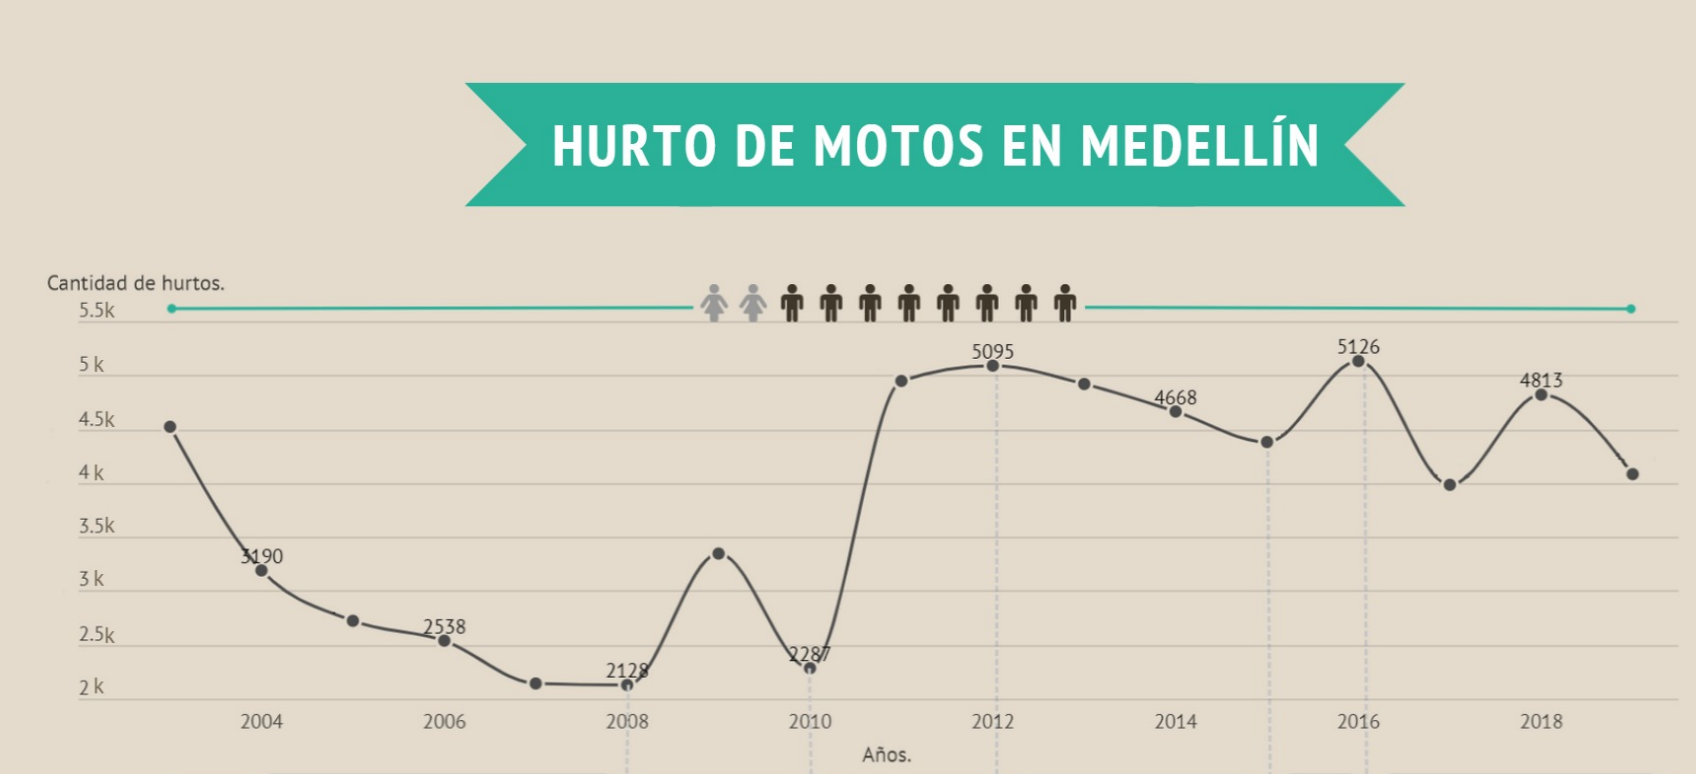 HURTO DE MOTOS EN MEDELLÍN
Cantidad de hurtos.
5.5k
5 k
4.5k
4 k
3.5k
3 k
2.5k
2 k
3190
2538
2128
2287
5095
4668
5126
4813
2004 2006 2008 2010 2012 2014 2016 2018
Años.